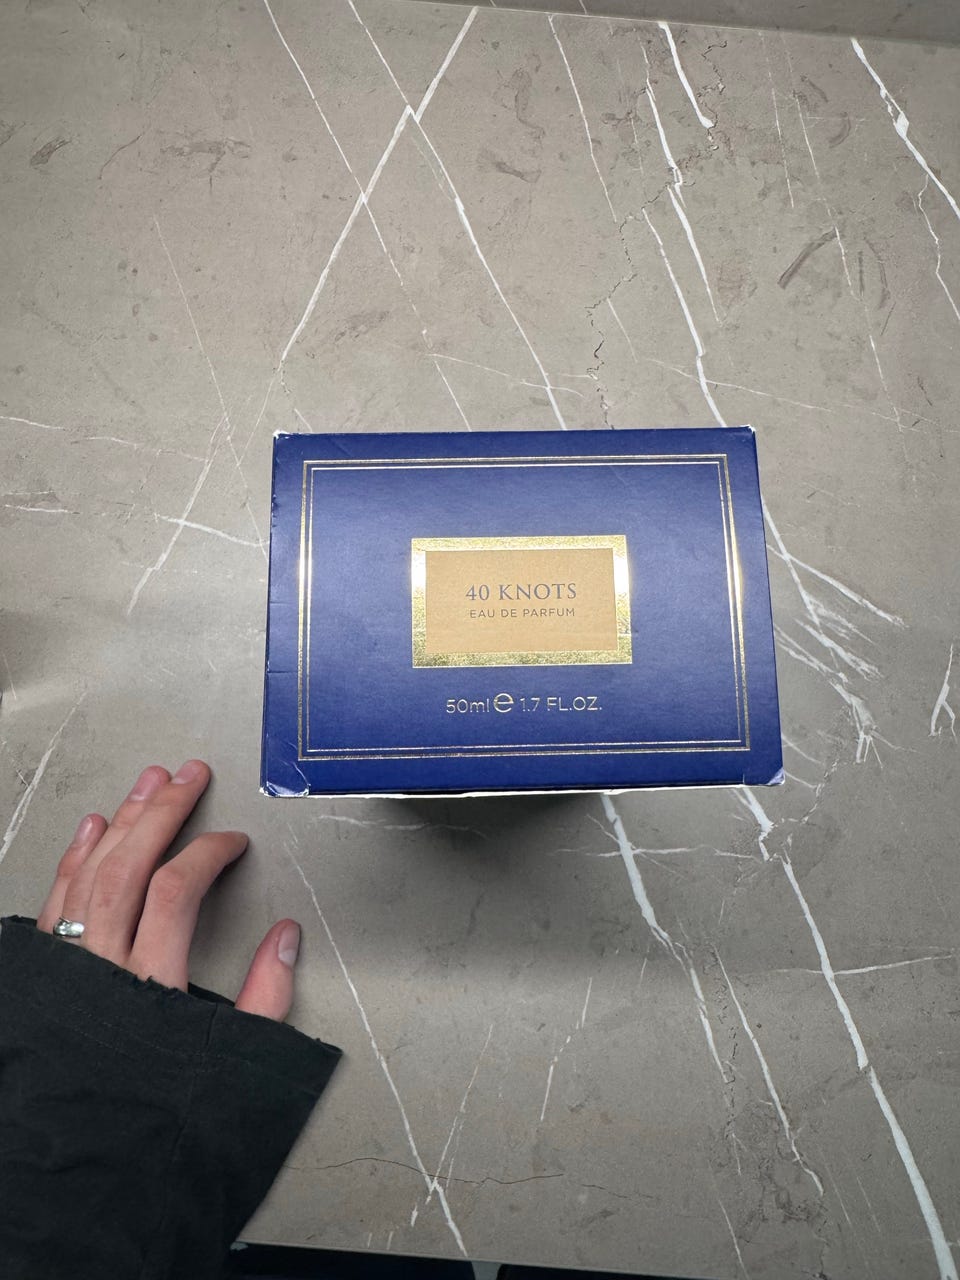 40 KNOTS
EAU DE PARFUM
50ml ℮ 1.7 FL.OZ.